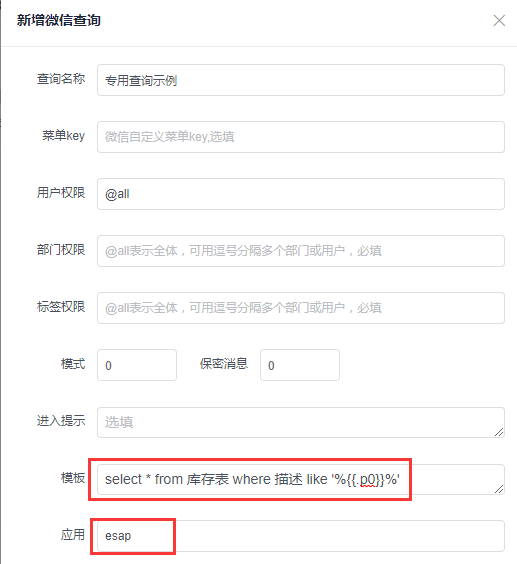 新增微信查询
查询名称 专用查询示例
菜单key 微信自定义菜单key,选填
用户权限 @all
部门权限 @all表示全体，可用逗号分隔多个部门或用户，必填
标签权限 @all表示全体，可用逗号分隔多个部门或用户，必填
模式 0 保密消息 0
进入提示 选填
模板 select * from 库存表 where 描述 like '%{{.p0}}%'
应用 esap